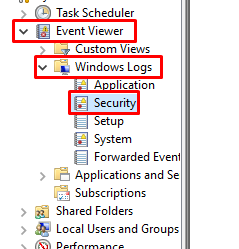 Task Scheduler
Event Viewer
Custom Views
Windows Logs
Application
Security
Setup
System
Forwarded Event
Applications and Se
Subscriptions
Shared Folders
Local Users and Groups